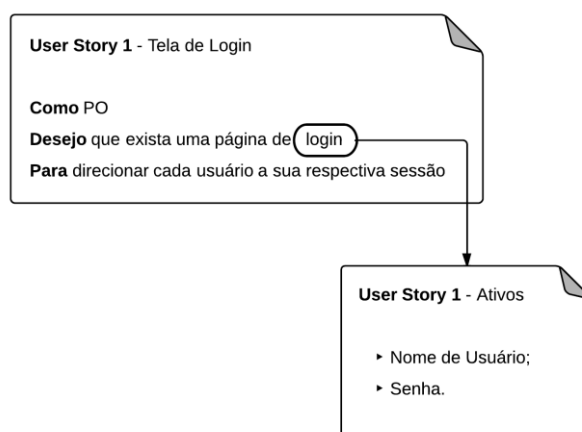 User Story 1 - Tela de Login
Como PO
Desejo que exista uma página de login
Para direcionar cada usuário a sua respectiva sessão
User Story 1 - Ativos
‣ Nome de Usuário;
‣ Senha.